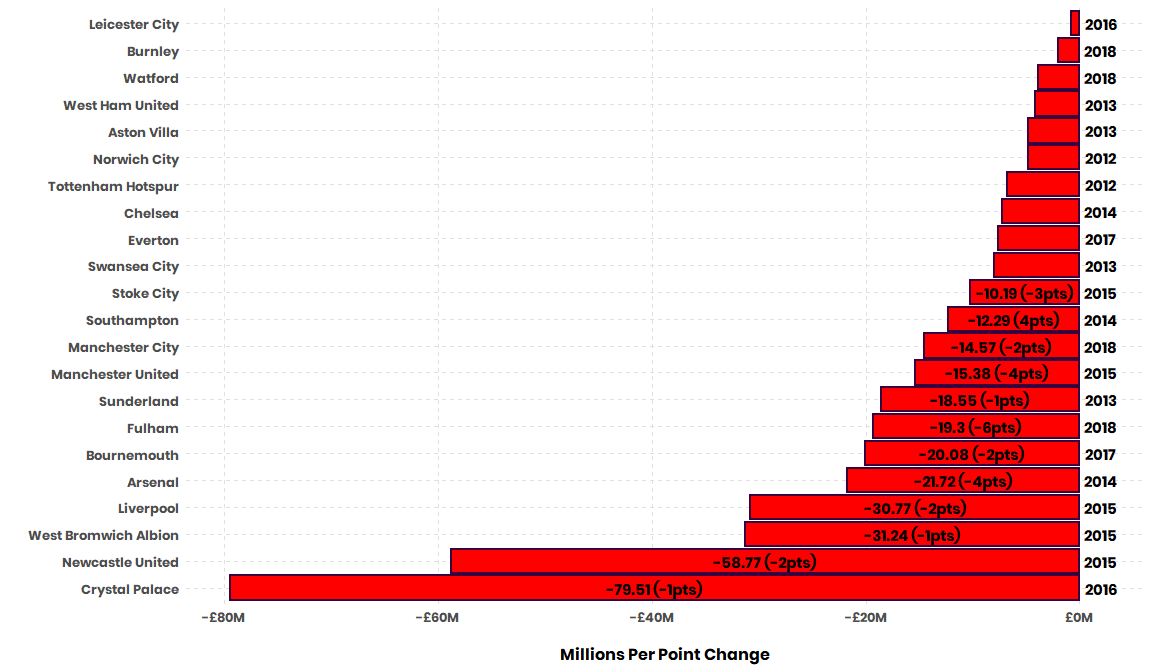 Leicester City 2016
Burnley 2018
Watford 2018
West Ham United 2013
Aston Villa 2013
Norwich City 2012
Tottenham Hotspur 2012
Chelsea 2014
Everton 2017
Swansea City 2013
Stoke City -10.19 (-3pts) 2015
Southampton -12.29 (4pts) 2014
Manchester City -14.57 (-2pts) 2018
Manchester United -15.38 (-4pts) 2015
Sunderland -18.55 (-1pts) 2013
Fulham -19.3 (-6pts) 2018
Bournemouth -20.08 (-2pts) 2017
Arsenal -21.72 (-4pts) 2014
Liverpool -30.77 (-2pts) 2015
West Bromwich Albion -31.24 (-1pts) 2015
Newcastle United -58.77 (-2pts) 2015
Crystal Palace -79.51 (-1pts) 2016
-£80M -£60M -£40M -£20M £0M
Millions Per Point Change